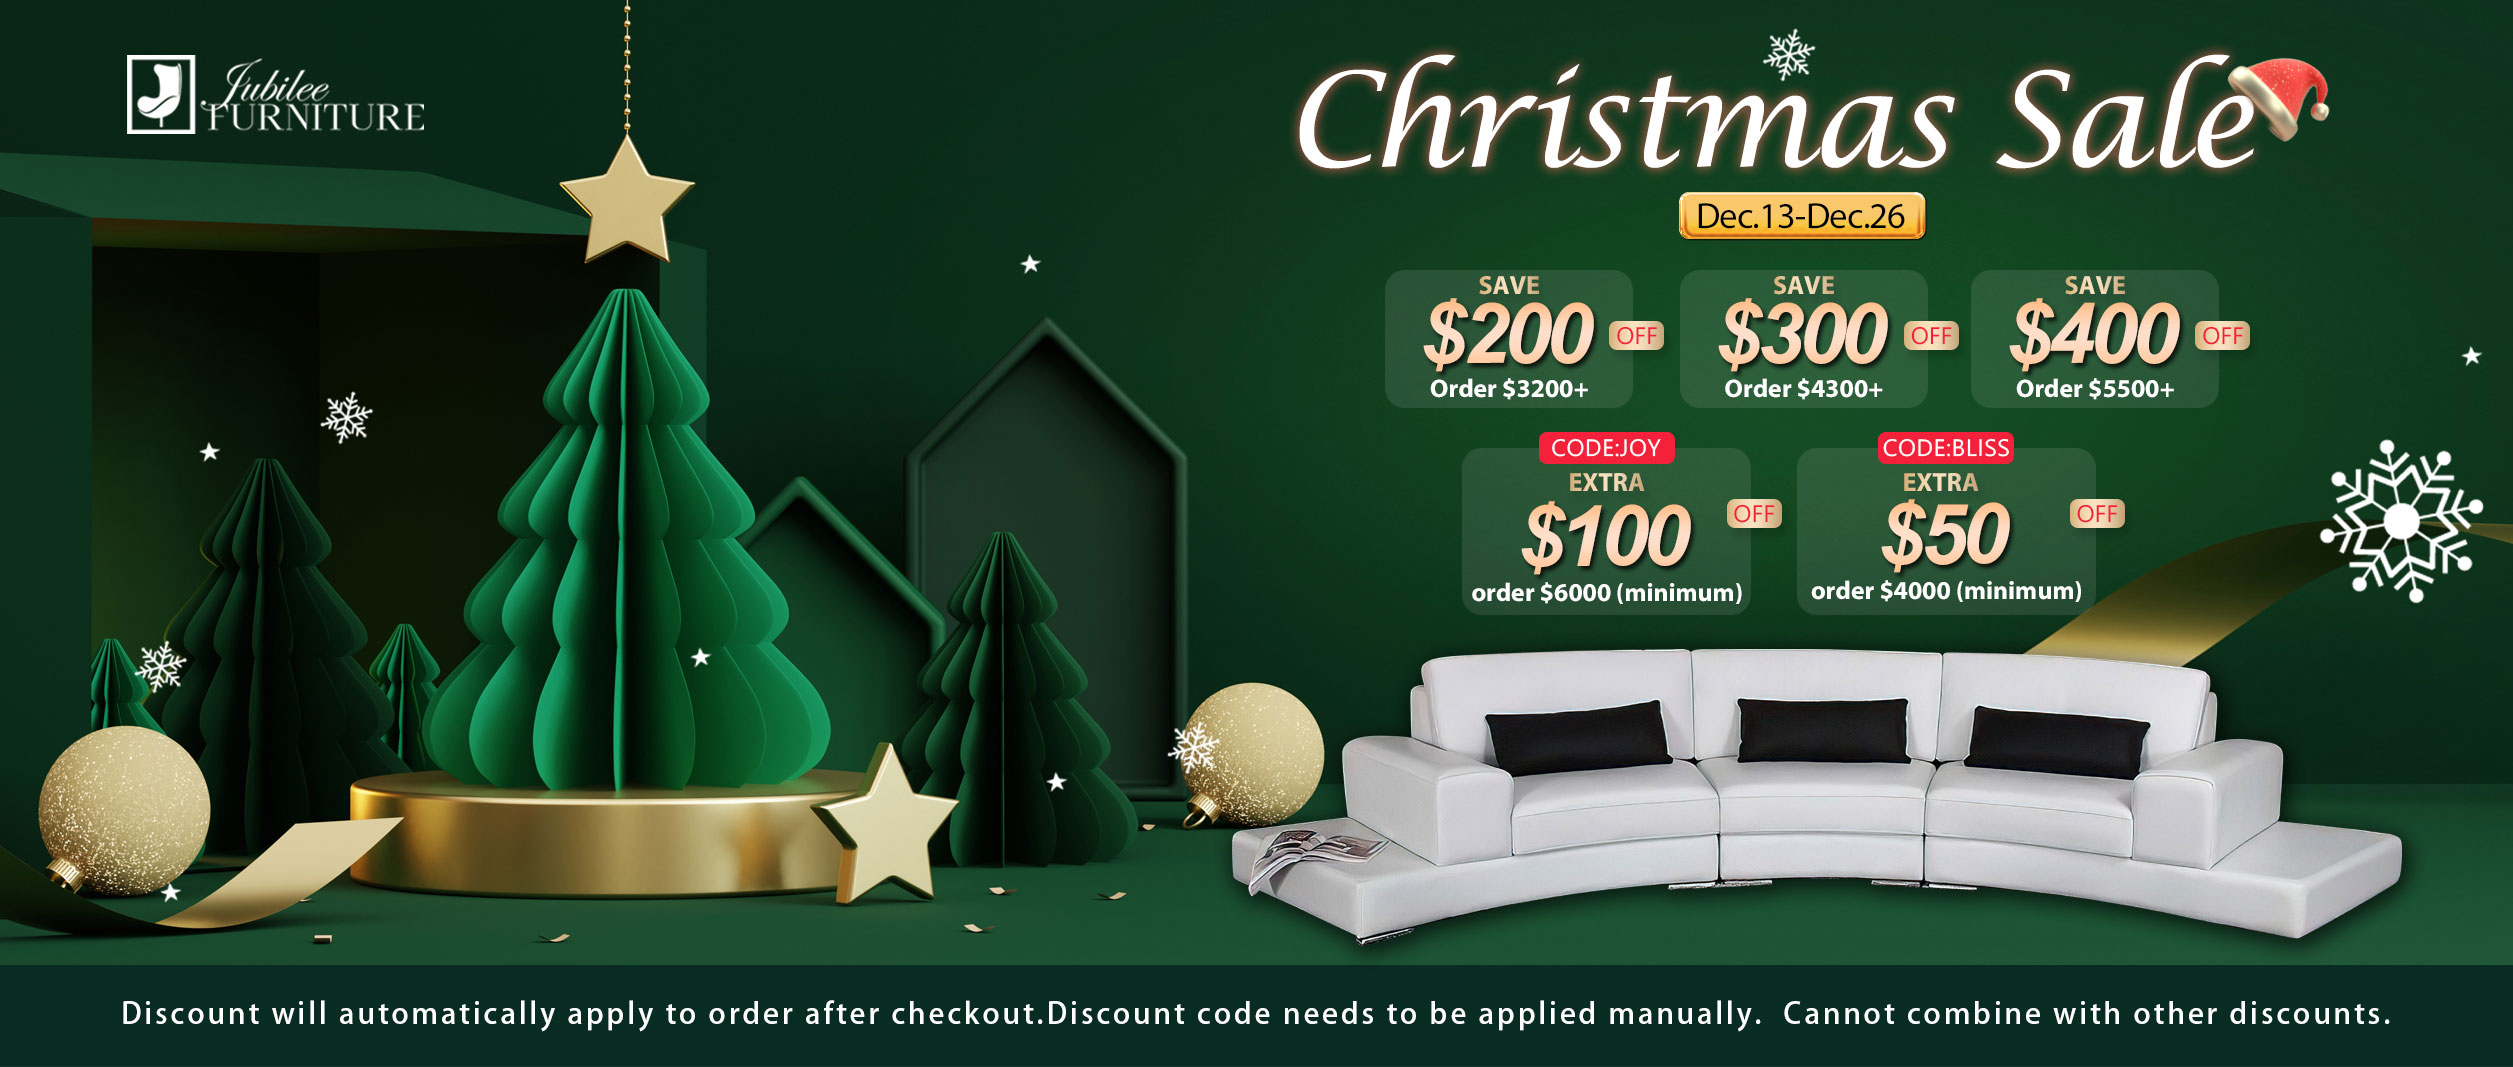 Jubilee
FURNITURE
Christmas Sale
Dec.13-Dec.26
SAVE
$200 OFF
Order $3200+
SAVE
$300 OFF
Order $4300+
SAVE
$400 OFF
Order $5500+
CODE:JOY
EXTRA
$100 OFF
order $6000 (minimum)
CODE:BLISS
EXTRA
$50 OFF
order $4000 (minimum)
Discount will automatically apply to order after checkout.Discount code needs to be applied manually. Cannot combine with other discounts.